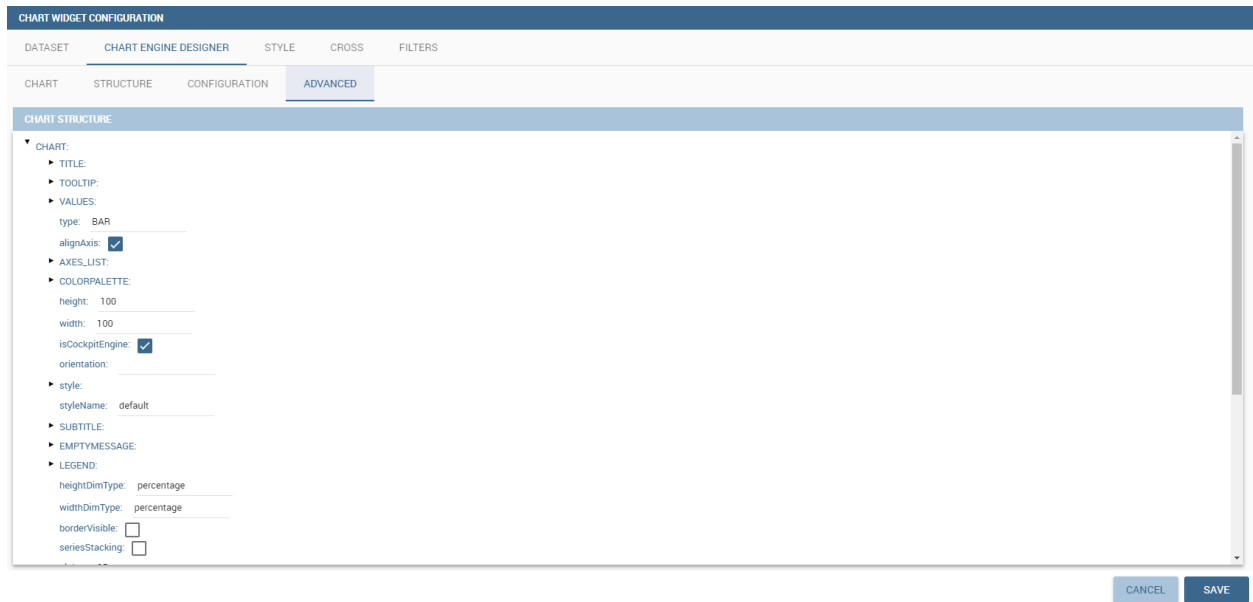 CHART WIDGET CONFIGURATION
DATASET CHART ENGINE DESIGNER STYLE CROSS FILTERS
CHART STRUCTURE CONFIGURATION ADVANCED
CHART STRUCTURE
CHART:
TITLE:
TOOLTIP:
VALUES:
type: BAR
alignAxis:
AXES_LIST:
COLORPALETTE:
height: 100
width: 100
isCockpitEngine:
orientation:
style:
styleName: default
SUBTITLE:
EMPTYMESSAGE:
LEGEND:
heightDimType: percentage
widthDimType: percentage
borderVisible:
seriesStacking:
CANCEL SAVE